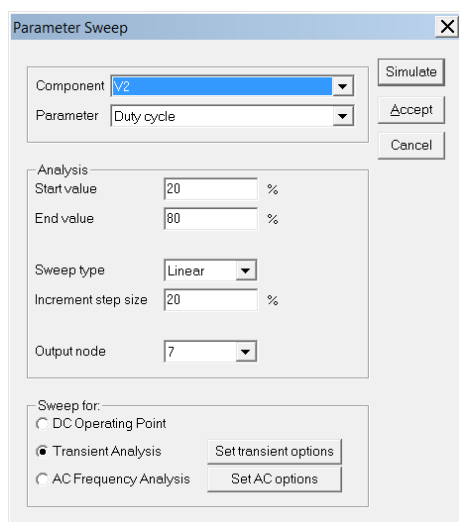 Parameter Sweep
Component V2
Parameter Duty cycle
Simulate
Accept
Cancel
Analysis
Start value 20 %
End value 80 %
Sweep type Linear
Increment step size 20 %
Output node 7
Sweep for:
DC Operating Point
Transient Analysis Set transient options
AC Frequency Analysis Set AC options